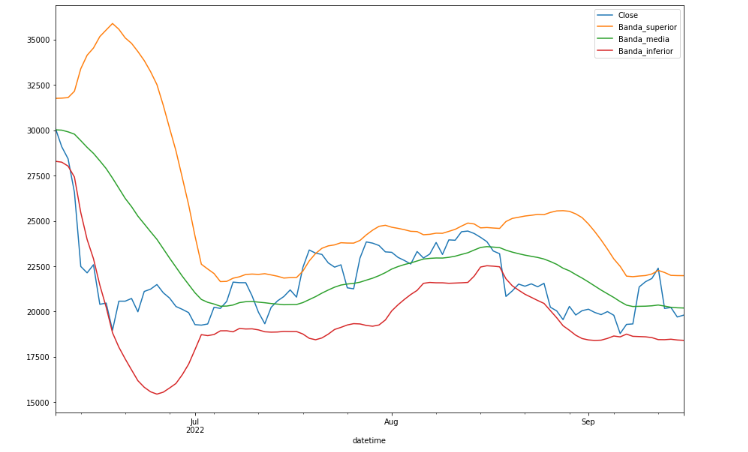 Close
Banda_superior
Banda_media
Banda_inferior
35000
32500
30000
27500
25000
22500
20000
17500
15000
Jul
2022
Aug
Sep
datetime